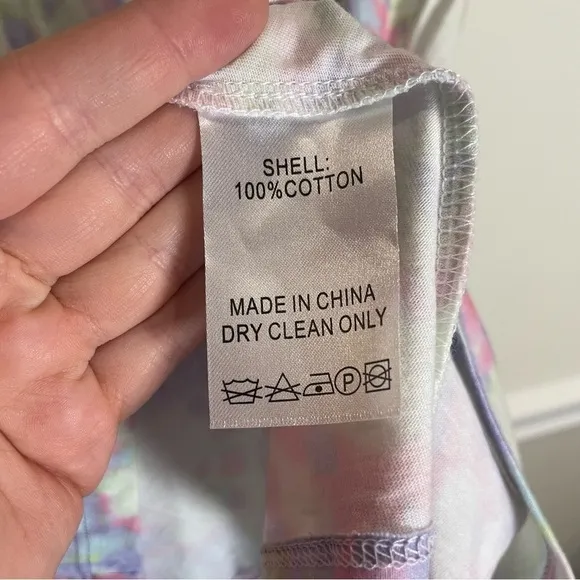 SHELL:
100%COTTON
MADE IN CHINA
DRY CLEAN ONLY
P